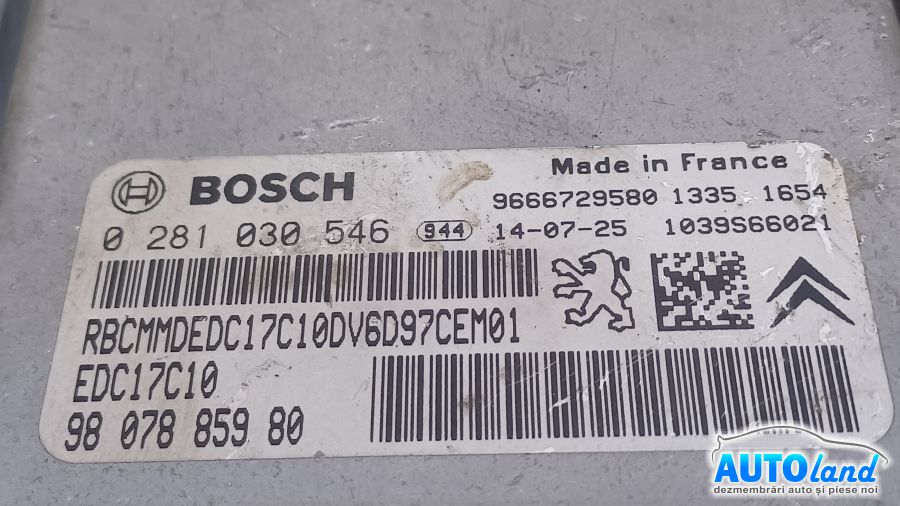 BOSCH
Made in France
9666729580 1335 1654
0 281 030 546 944 14-07-25 1039S66021
RBCMMDEDC17C10DV6D97CEM01
EDC17C10
98 078 859 80
AUTOland
dezmembrări auto și piese noi